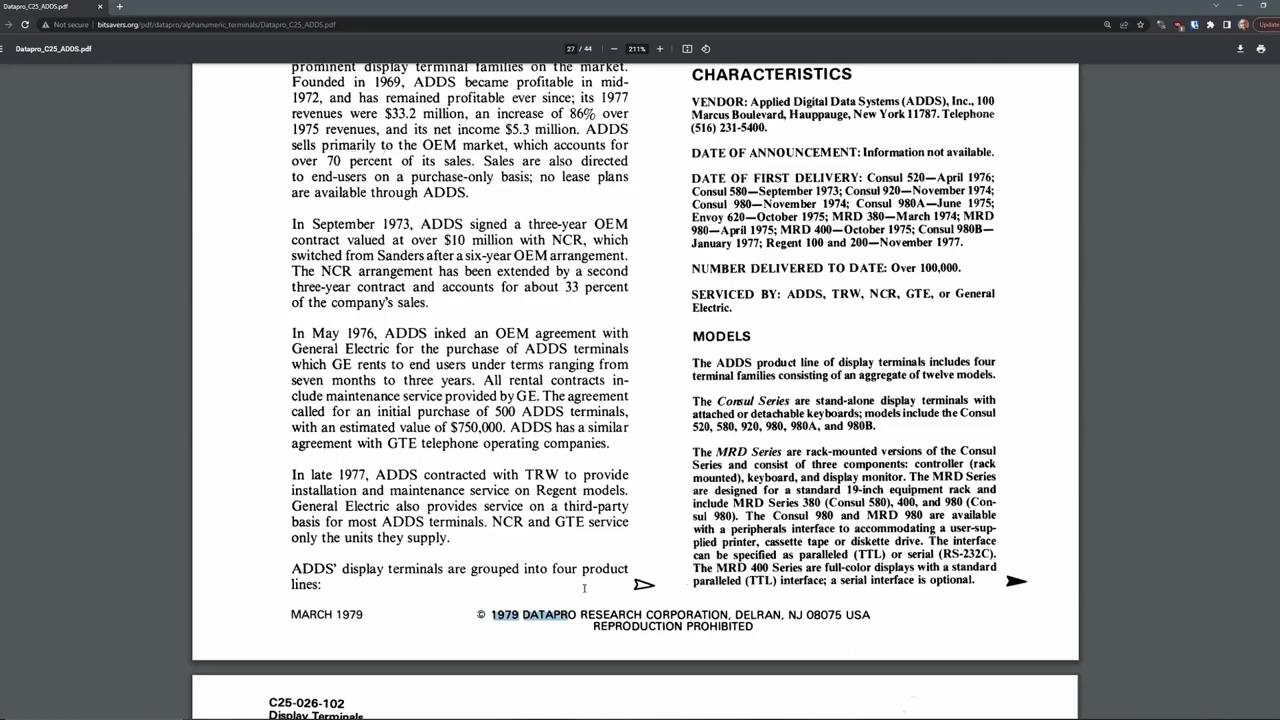 Datapro_C25_ADDS.pdf
Not secure
bitsavers.org/pdf/datapro/alphanumeric_terminals/Datapro_C25_ADDS.pdf
Update
Datapro_C25_ADDS.pdf
27 / 44
211%
prominent display terminal families on the market.
Founded in 1969, ADDS became profitable in mid-
1972, and has remained profitable ever since; its 1977
revenues were $33.2 million, an increase of 86% over
1975 revenues, and its net income $5.3 million. ADDS
sells primarily to the OEM market, which accounts for
over 70 percent of its sales. Sales are also directed
to end-users on a purchase-only basis; no lease plans
are available through ADDS.
In September 1973, ADDS signed a three-year OEM
contract valued at over $10 million with NCR, which
switched from Sanders after a six-year OEM arrangement.
The NCR arrangement has been extended by a second
three-year contract and accounts for about 33 percent
of the company's sales.
In May 1976, ADDS inked an OEM agreement with
General Electric for the purchase of ADDS terminals
which GE rents to end users under terms ranging from
seven months to three years. All rental contracts in-
clude maintenance service provided by GE. The agreement
called for an initial purchase of 500 ADDS terminals,
with an estimated value of $750,000. ADDS has a similar
agreement with GTE telephone operating companies.
In late 1977, ADDS contracted with TRW to provide
installation and maintenance service on Regent models.
General Electric also provides service on a third-party
basis for most ADDS terminals. NCR and GTE service
only the units they supply.
ADDS' display terminals are grouped into four product
lines:
CHARACTERISTICS
VENDOR: Applied Digital Data Systems (ADDS), Inc., 100
Marcus Boulevard, Hauppauge, New York 11787. Telephone
(516) 231-5400.
DATE OF ANNOUNCEMENT: Information not available.
DATE OF FIRST DELIVERY: Consul 520—April 1976;
Consul 580—September 1973; Consul 920—November 1974;
Consul 980—November 1974; Consul 980A—June 1975;
Envoy 620—October 1975; MRD 380—March 1974; MRD
980—April 1975; MRD 400—October 1975; Consul 980B—
January 1977; Regent 100 and 200—November 1977.
NUMBER DELIVERED TO DATE: Over 100,000.
SERVICED BY: ADDS, TRW, NCR, GTE, or General
Electric.
MODELS
The ADDS product line of display terminals includes four
terminal families consisting of an aggregate of twelve models.
The Consul Series are stand-alone display terminals with
attached or detachable keyboards; models include the Consul
520, 580, 920, 980, 980A, and 980B.
The MRD Series are rack-mounted versions of the Consul
Series and consist of three components: controller (rack
mounted), keyboard, and display monitor. The MRD Series
are designed for a standard 19-inch equipment rack and
include MRD Series 380 (Consul 580), 400, and 980 (Con-
sul 980). The Consul 980 and MRD 980 are available
with a peripherals interface to accommodating a user-sup-
plied printer, cassette tape or diskette drive. The interface
can be specified as paralleled (TTL) or serial (RS-232C).
The MRD 400 Series are full-color displays with a standard
paralleled (TTL) interface; a serial interface is optional.
MARCH 1979
© 1979 DATAPRO RESEARCH CORPORATION, DELRAN, NJ 08075 USA
REPRODUCTION PROHIBITED
C25-026-102
Display Terminals